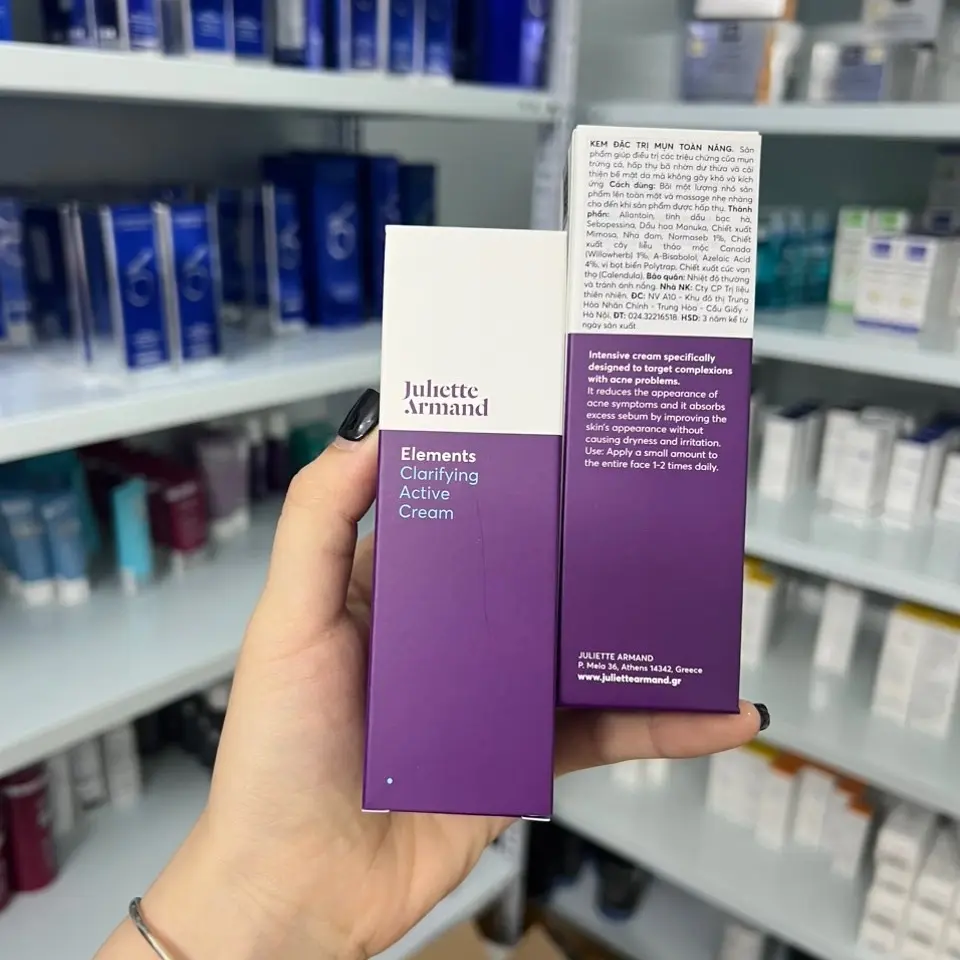 Juliette
Armand
Elements
Clarifying
Active
Cream
KEM ĐẶC TRỊ MỤN TOÀN NĂNG. Sản
phẩm giúp điều trị các triệu chứng của mụn
trứng cá, hấp thụ bã nhờn dư thừa và cải
thiện bề mặt da mà không gây khô và kích
ứng. Cách dùng: Bôi một lượng nhỏ sản
phẩm lên toàn mặt và massage nhẹ nhàng
cho đến khi sản phẩm được hấp thụ. Thành
phần: Allantoin, tinh dầu bạc hà,
Sebopessina, Dầu hoa Manuka, Chiết xuất
Mimosa, Nha đam, Normaseb 1%, Chiết
xuất cây liễu thảo mộc Canada
(Willowherb) 1%, A-Bisabolol, Azelaic Acid
4%, vi bọt biển Polytrap, Chiết xuất cúc vạn
thọ (Calendula). Bảo quản: Nhiệt độ thường
và tránh ánh nắng. Nhà NK: Cty CP Trị liệu
thiên nhiên. ĐC: NV A10 - Khu đô thị Trung
Hòa Nhân Chính - Trung Hòa - Cầu Giấy -
Hà Nội. ĐT: 024.32216518. HSD: 3 năm kể từ
ngày sản xuất
Intensive cream specifically
designed to target complexions
with acne problems.
It reduces the appearance of
acne symptoms and it absorbs
excess sebum by improving the
skin's appearance without
causing dryness and irritation.
Use: Apply a small amount to
the entire face 1-2 times daily.
JULIETTE ARMAND
P. Mela 36, Athens 14342, Greece
www.juliettearmand.gr